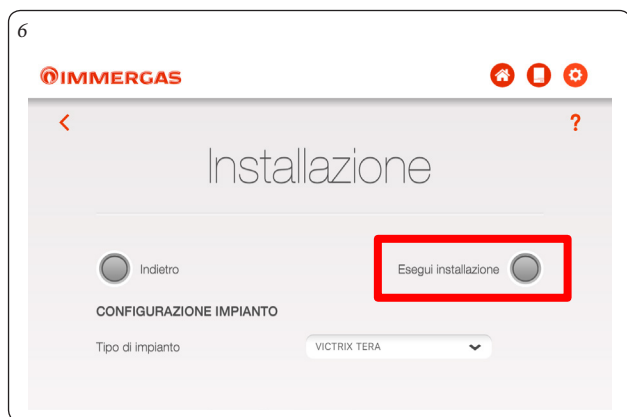 6
IMMERGAS
?
Installazione
Indietro
Esegui installazione
CONFIGURAZIONE IMPIANTO
Tipo di impianto
VICTRIX TERA